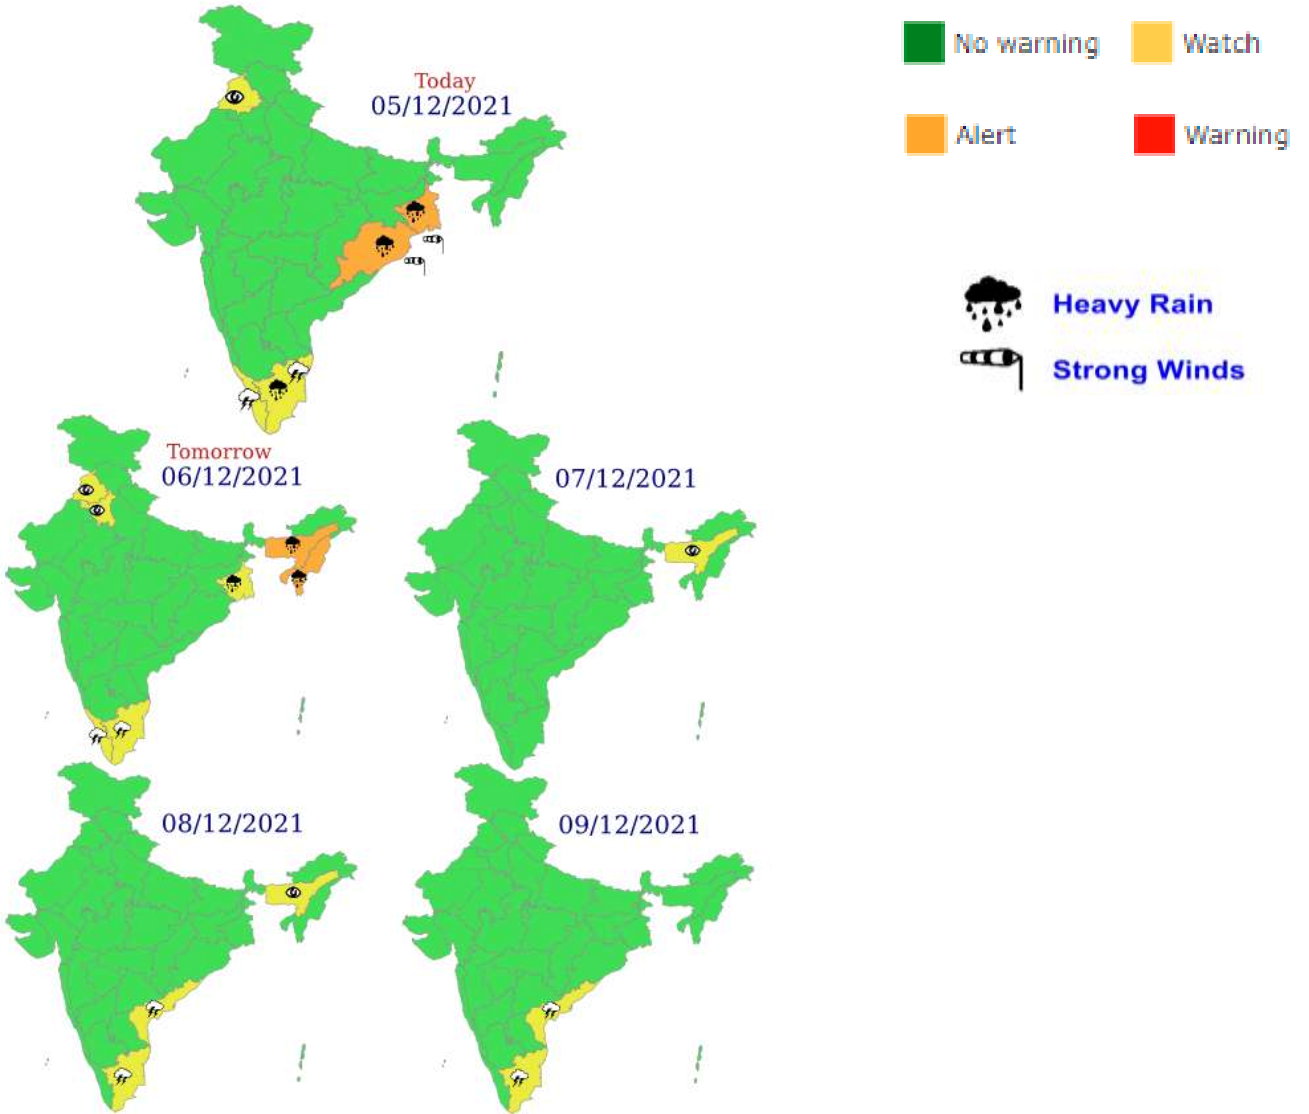 Today
05/12/2021
No warning
Watch
Alert
Warning
Heavy Rain
Strong Winds
Tomorrow
06/12/2021
07/12/2021
08/12/2021
09/12/2021